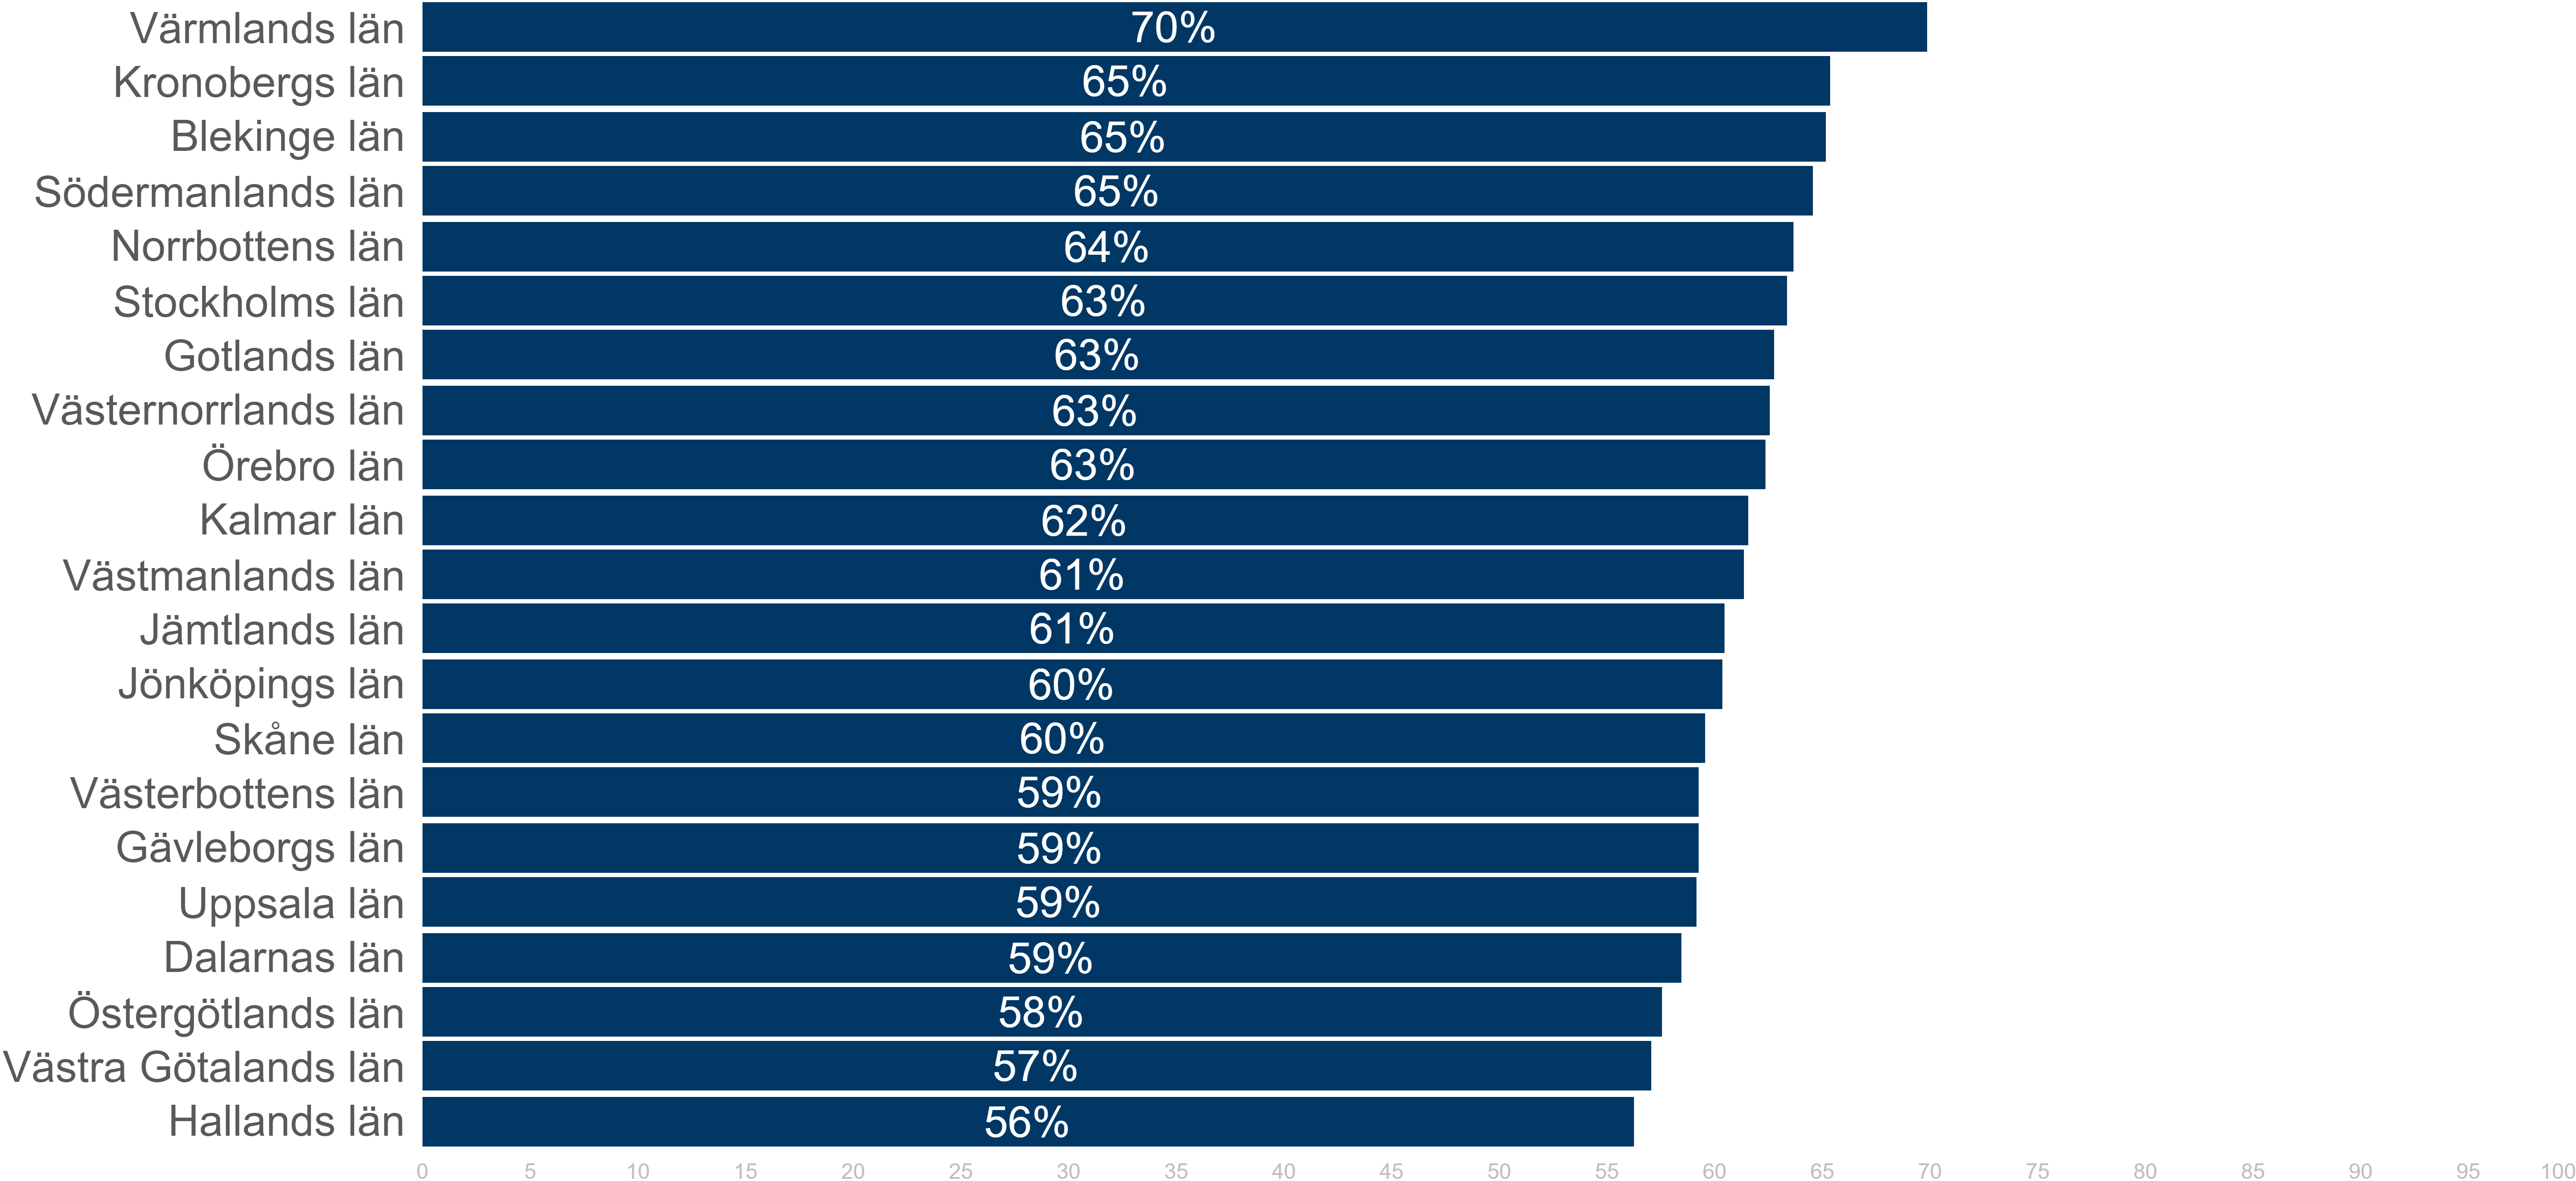 Värmlands län 70%
Kronobergs län 65%
Blekinge län 65%
Södermanlands län 65%
Norrbottens län 64%
Stockholms län 63%
Gotlands län 63%
Västernorrlands län 63%
Örebro län 63%
Kalmar län 62%
Västmanlands län 61%
Jämtlands län 61%
Jönköpings län 60%
Skåne län 60%
Västerbottens län 59%
Gävleborgs län 59%
Uppsala län 59%
Dalarnas län 59%
Östergötlands län 58%
Västra Götalands län 57%
Hallands län 56%
0 5 10 15 20 25 30 35 40 45 50 55 60 65 70 75 80 85 90 95 100